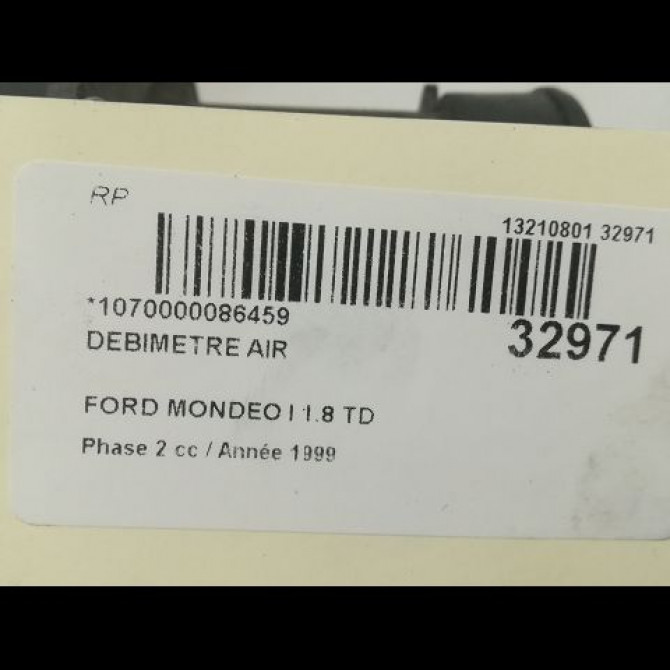 RP
13210801 32971
*1070000086459
32971
DEBIMETRE AIR
FORD MONDEO I 1.8 TD
Phase 2 cc / Année 1999